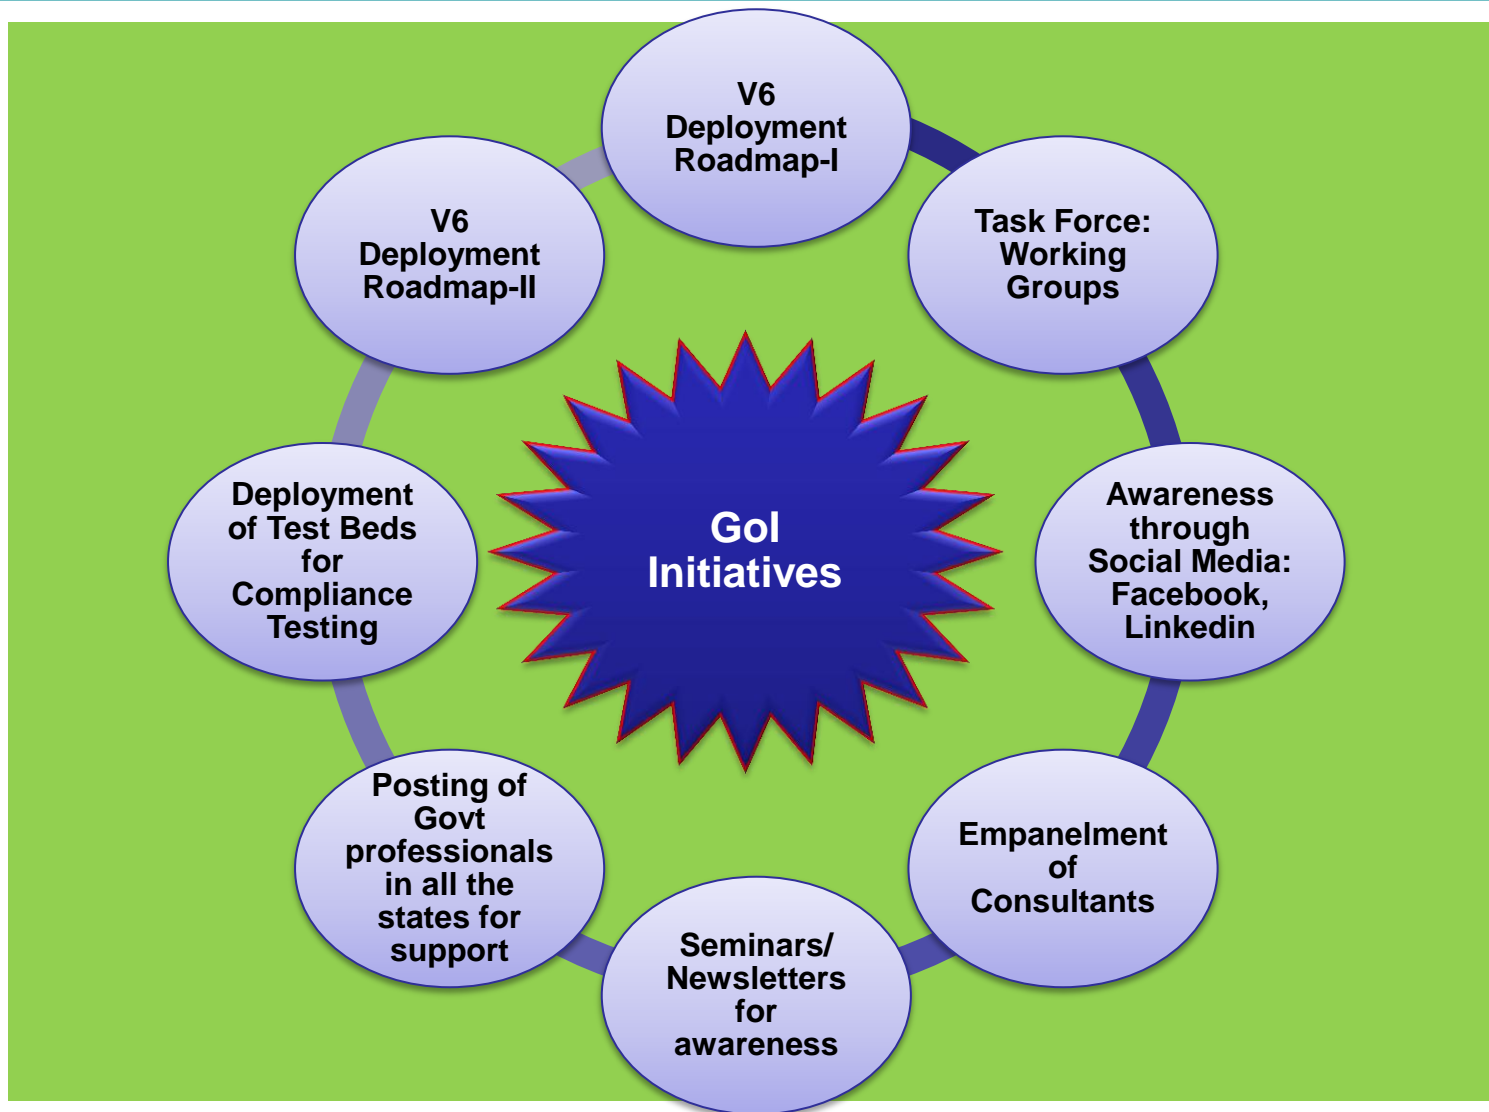 V6
Deployment
Roadmap-I
Task Force:
Working
Groups
Awareness
through
Social Media:
Facebook,
Linkedin
Empanelment
of
Consultants
Seminars/
Newsletters
for
awareness
Posting of
Govt
professionals
in all the
states for
support
Deployment
of Test Beds
for
Compliance
Testing
V6
Deployment
Roadmap-II
GoI
Initiatives